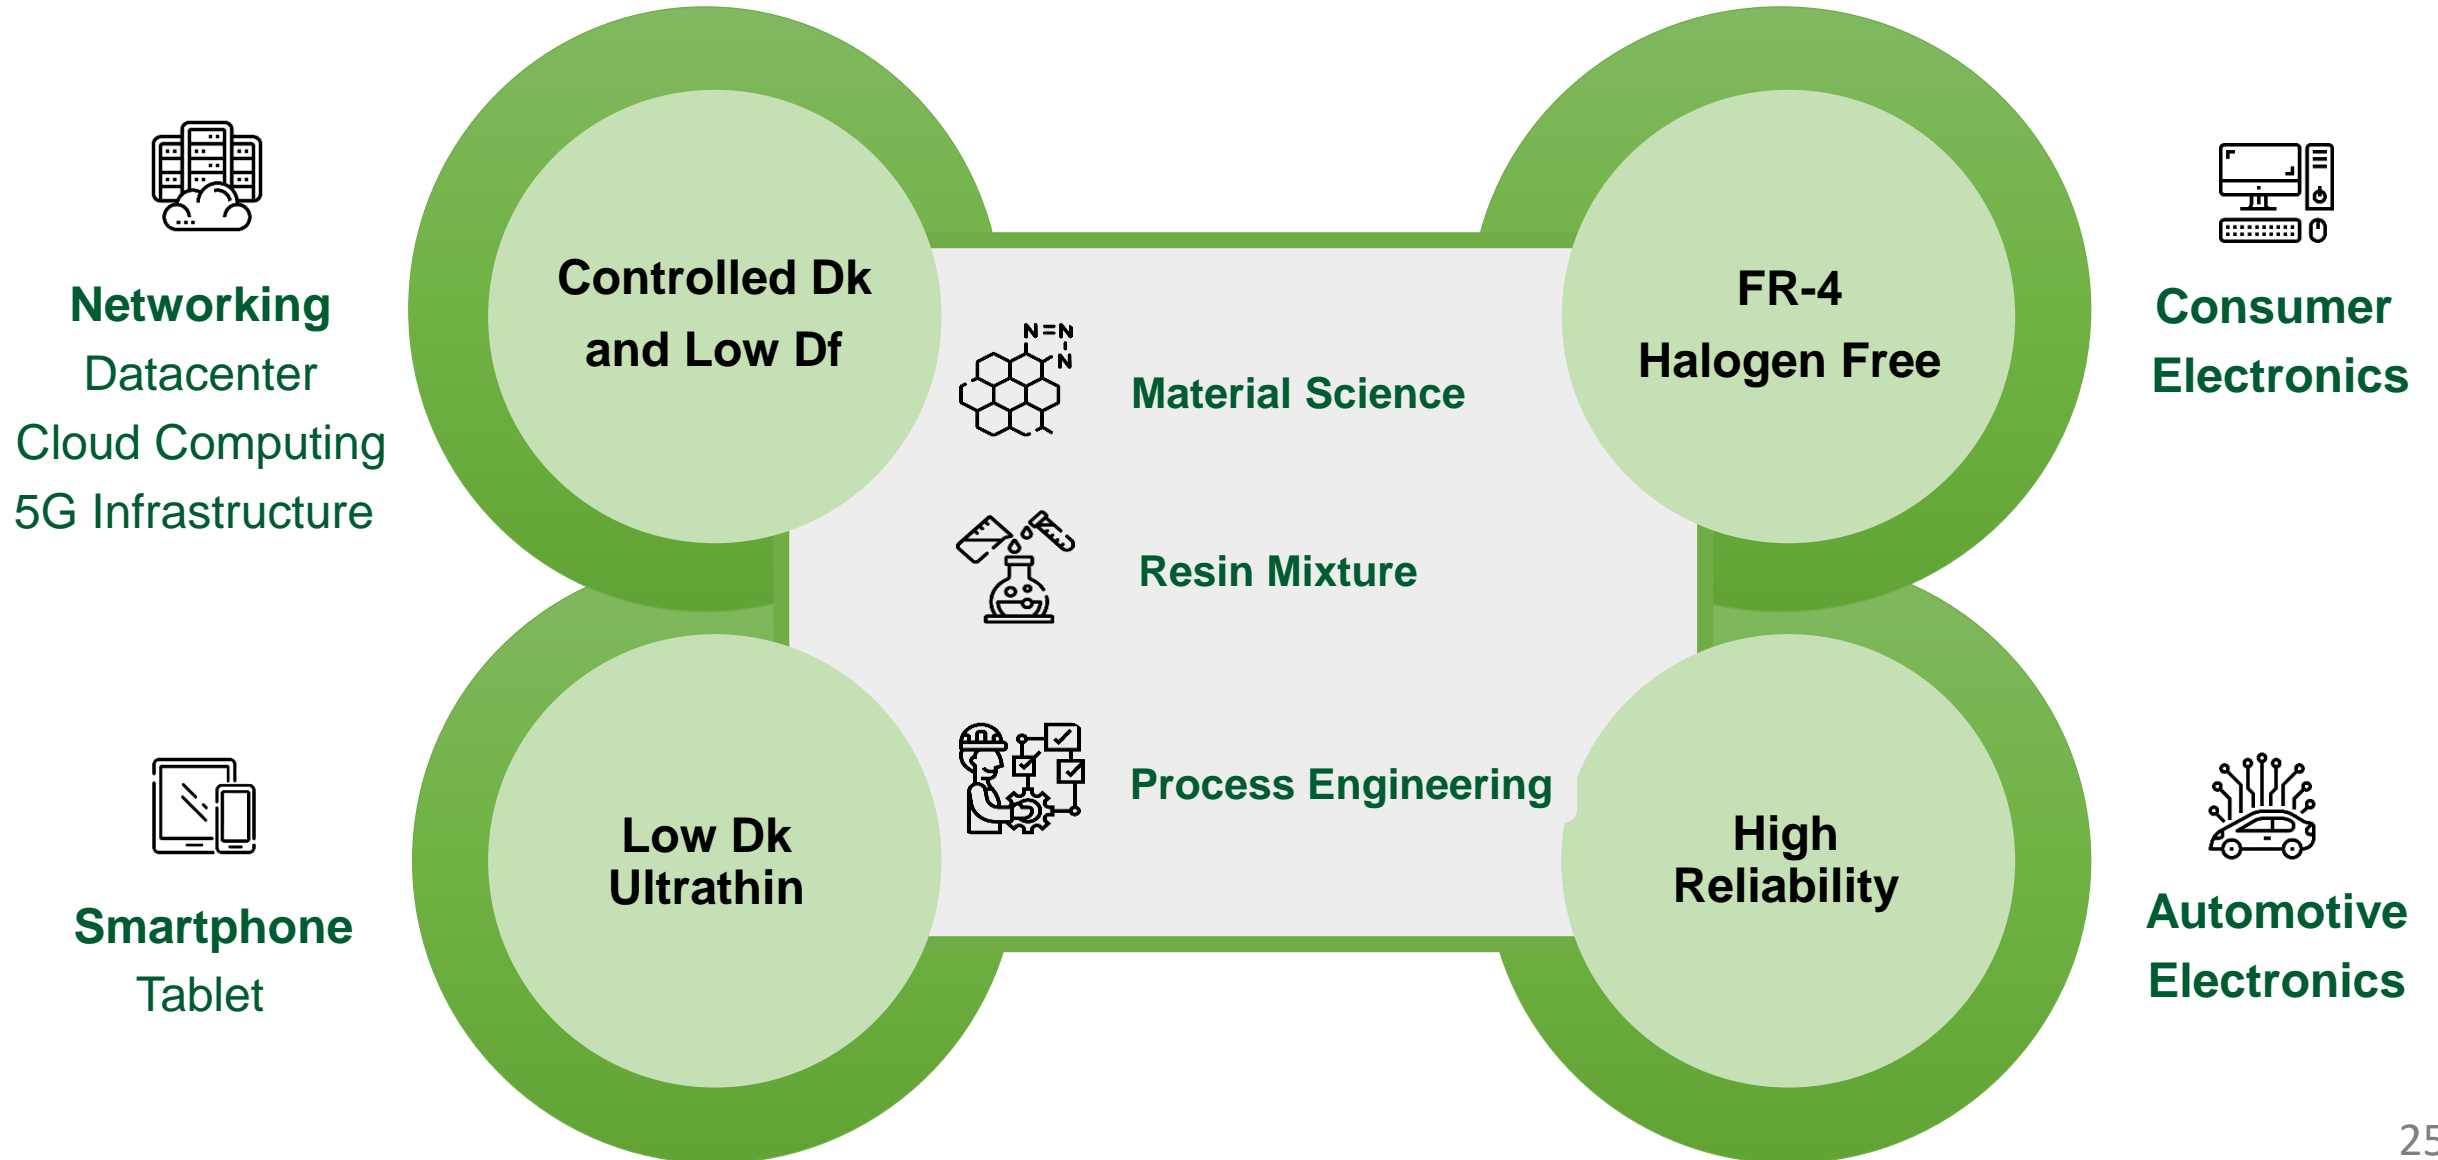 Networking
Datacenter
Cloud Computing
5G Infrastructure
Controlled Dk
and Low Df
N=N
N
Material Science
Resin Mixture
Process Engineering
FR-4
Halogen Free
Consumer
Electronics
Smartphone
Tablet
Low Dk
Ultrathin
High
Reliability
Automotive
Electronics
25